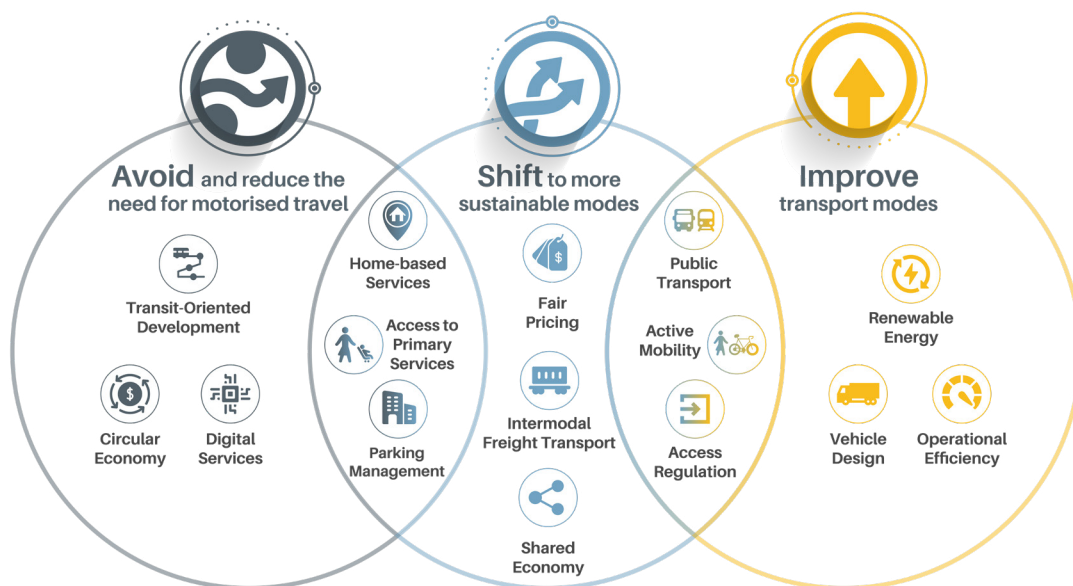 Avoid and reduce the
need for motorised travel
Transit-Oriented
Development
Circular
Economy
Digital
Services
Home-based
Services
Access to
Primary
Services
Parking
Management
Shift to more
sustainable modes
Fair
Pricing
Intermodal
Freight Transport
Shared
Economy
Public
Transport
Active
Mobility
Access
Regulation
Improve
transport modes
Renewable
Energy
Vehicle
Design
Operational
Efficiency